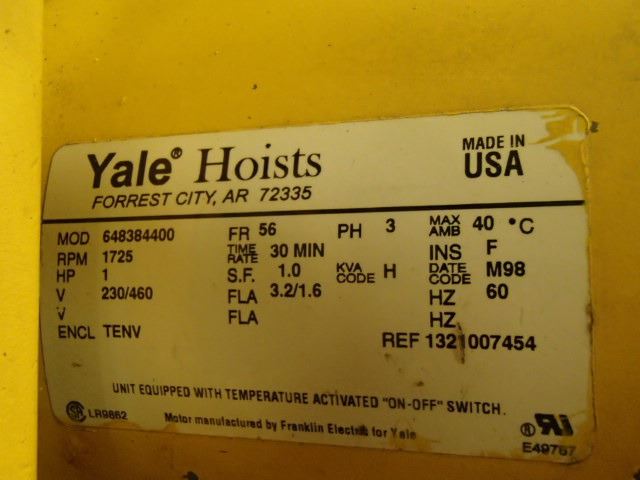 Yale® Hoists
MADE IN
USA
FORREST CITY, AR 72335
MOD 648384400 FR 56 PH 3 MAX AMB 40 °C
RPM 1725 TIME RATE 30 MIN INS F
HP 1 S.F. 1.0 KVA CODE H DATE CODE M98
V 230/460 FLA 3.2/1.6 HZ 60
V FLA HZ
ENCL TENV REF 1321007454
UNIT EQUIPPED WITH TEMPERATURE ACTIVATED "ON-OFF" SWITCH.
LR9862 Motor manufactured by Franklin Electric for Yale
E49767